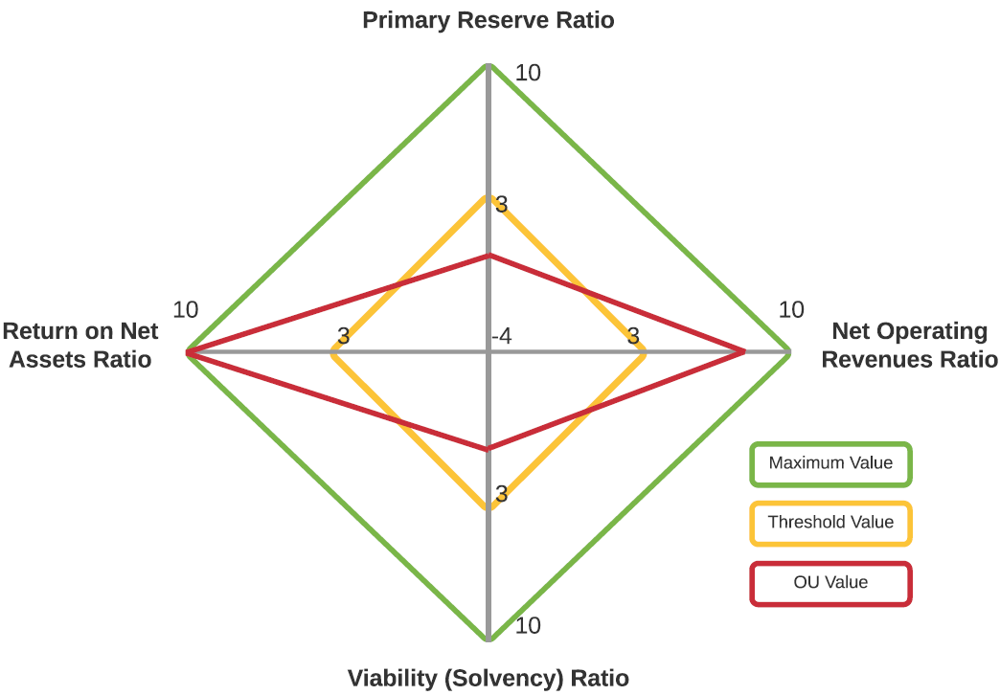 Primary Reserve Ratio
10
3
10
Return on Net
Assets Ratio
3
-4
3
10
Net Operating
Revenues Ratio
Maximum Value
3
Threshold Value
OU Value
10
Viability (Solvency) Ratio